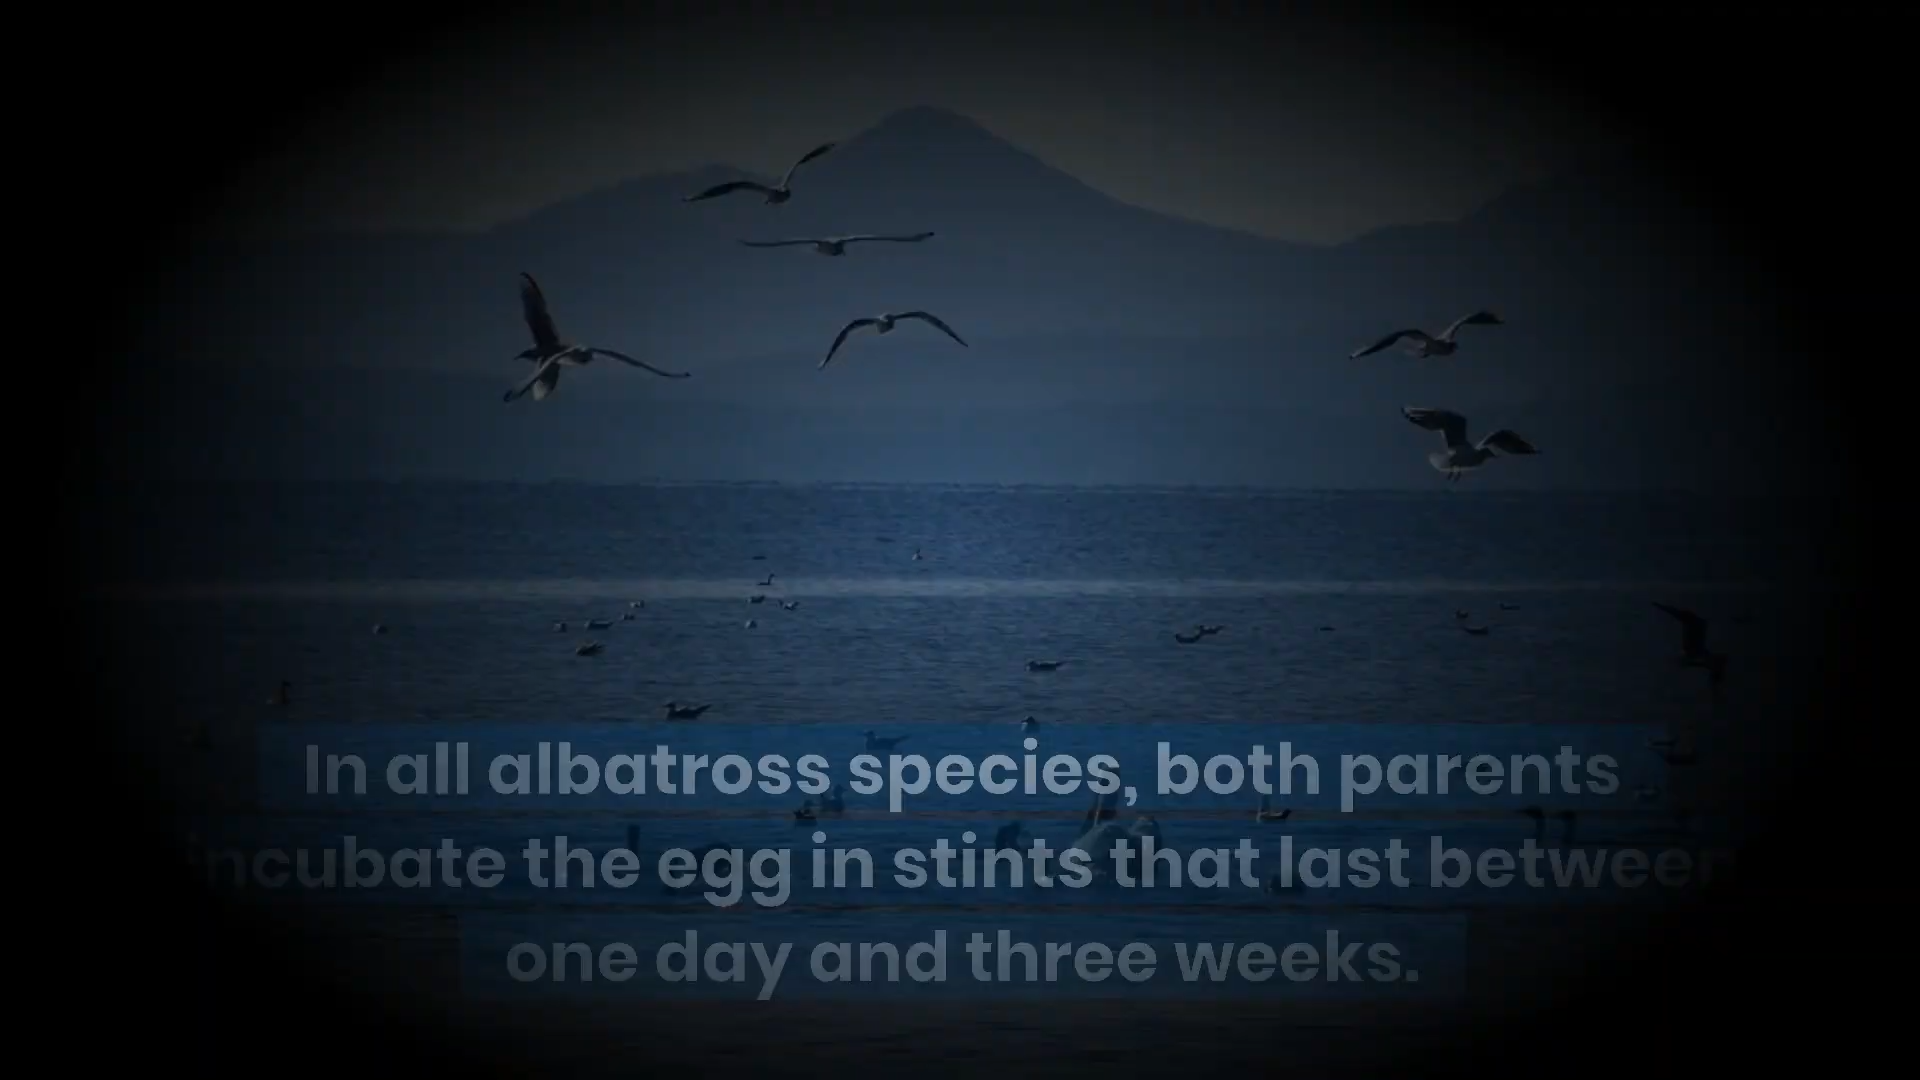 In all albatross species, both parents
incubate the egg in stints that last between
one day and three weeks.